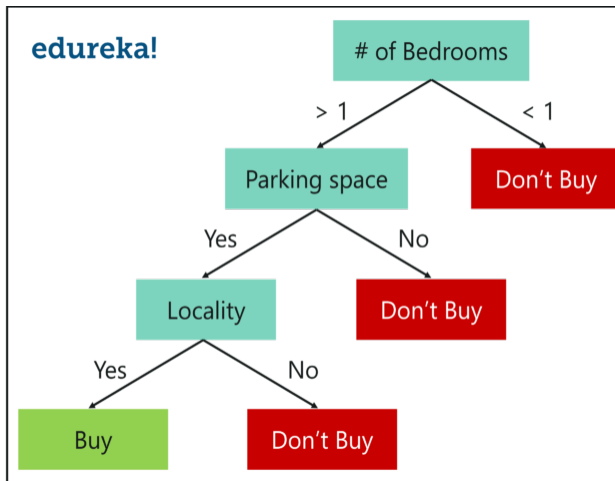 edureka!
# of Bedrooms
> 1
< 1
Parking space
Don't Buy
Yes
No
Locality
Don't Buy
Yes
No
Buy
Don't Buy